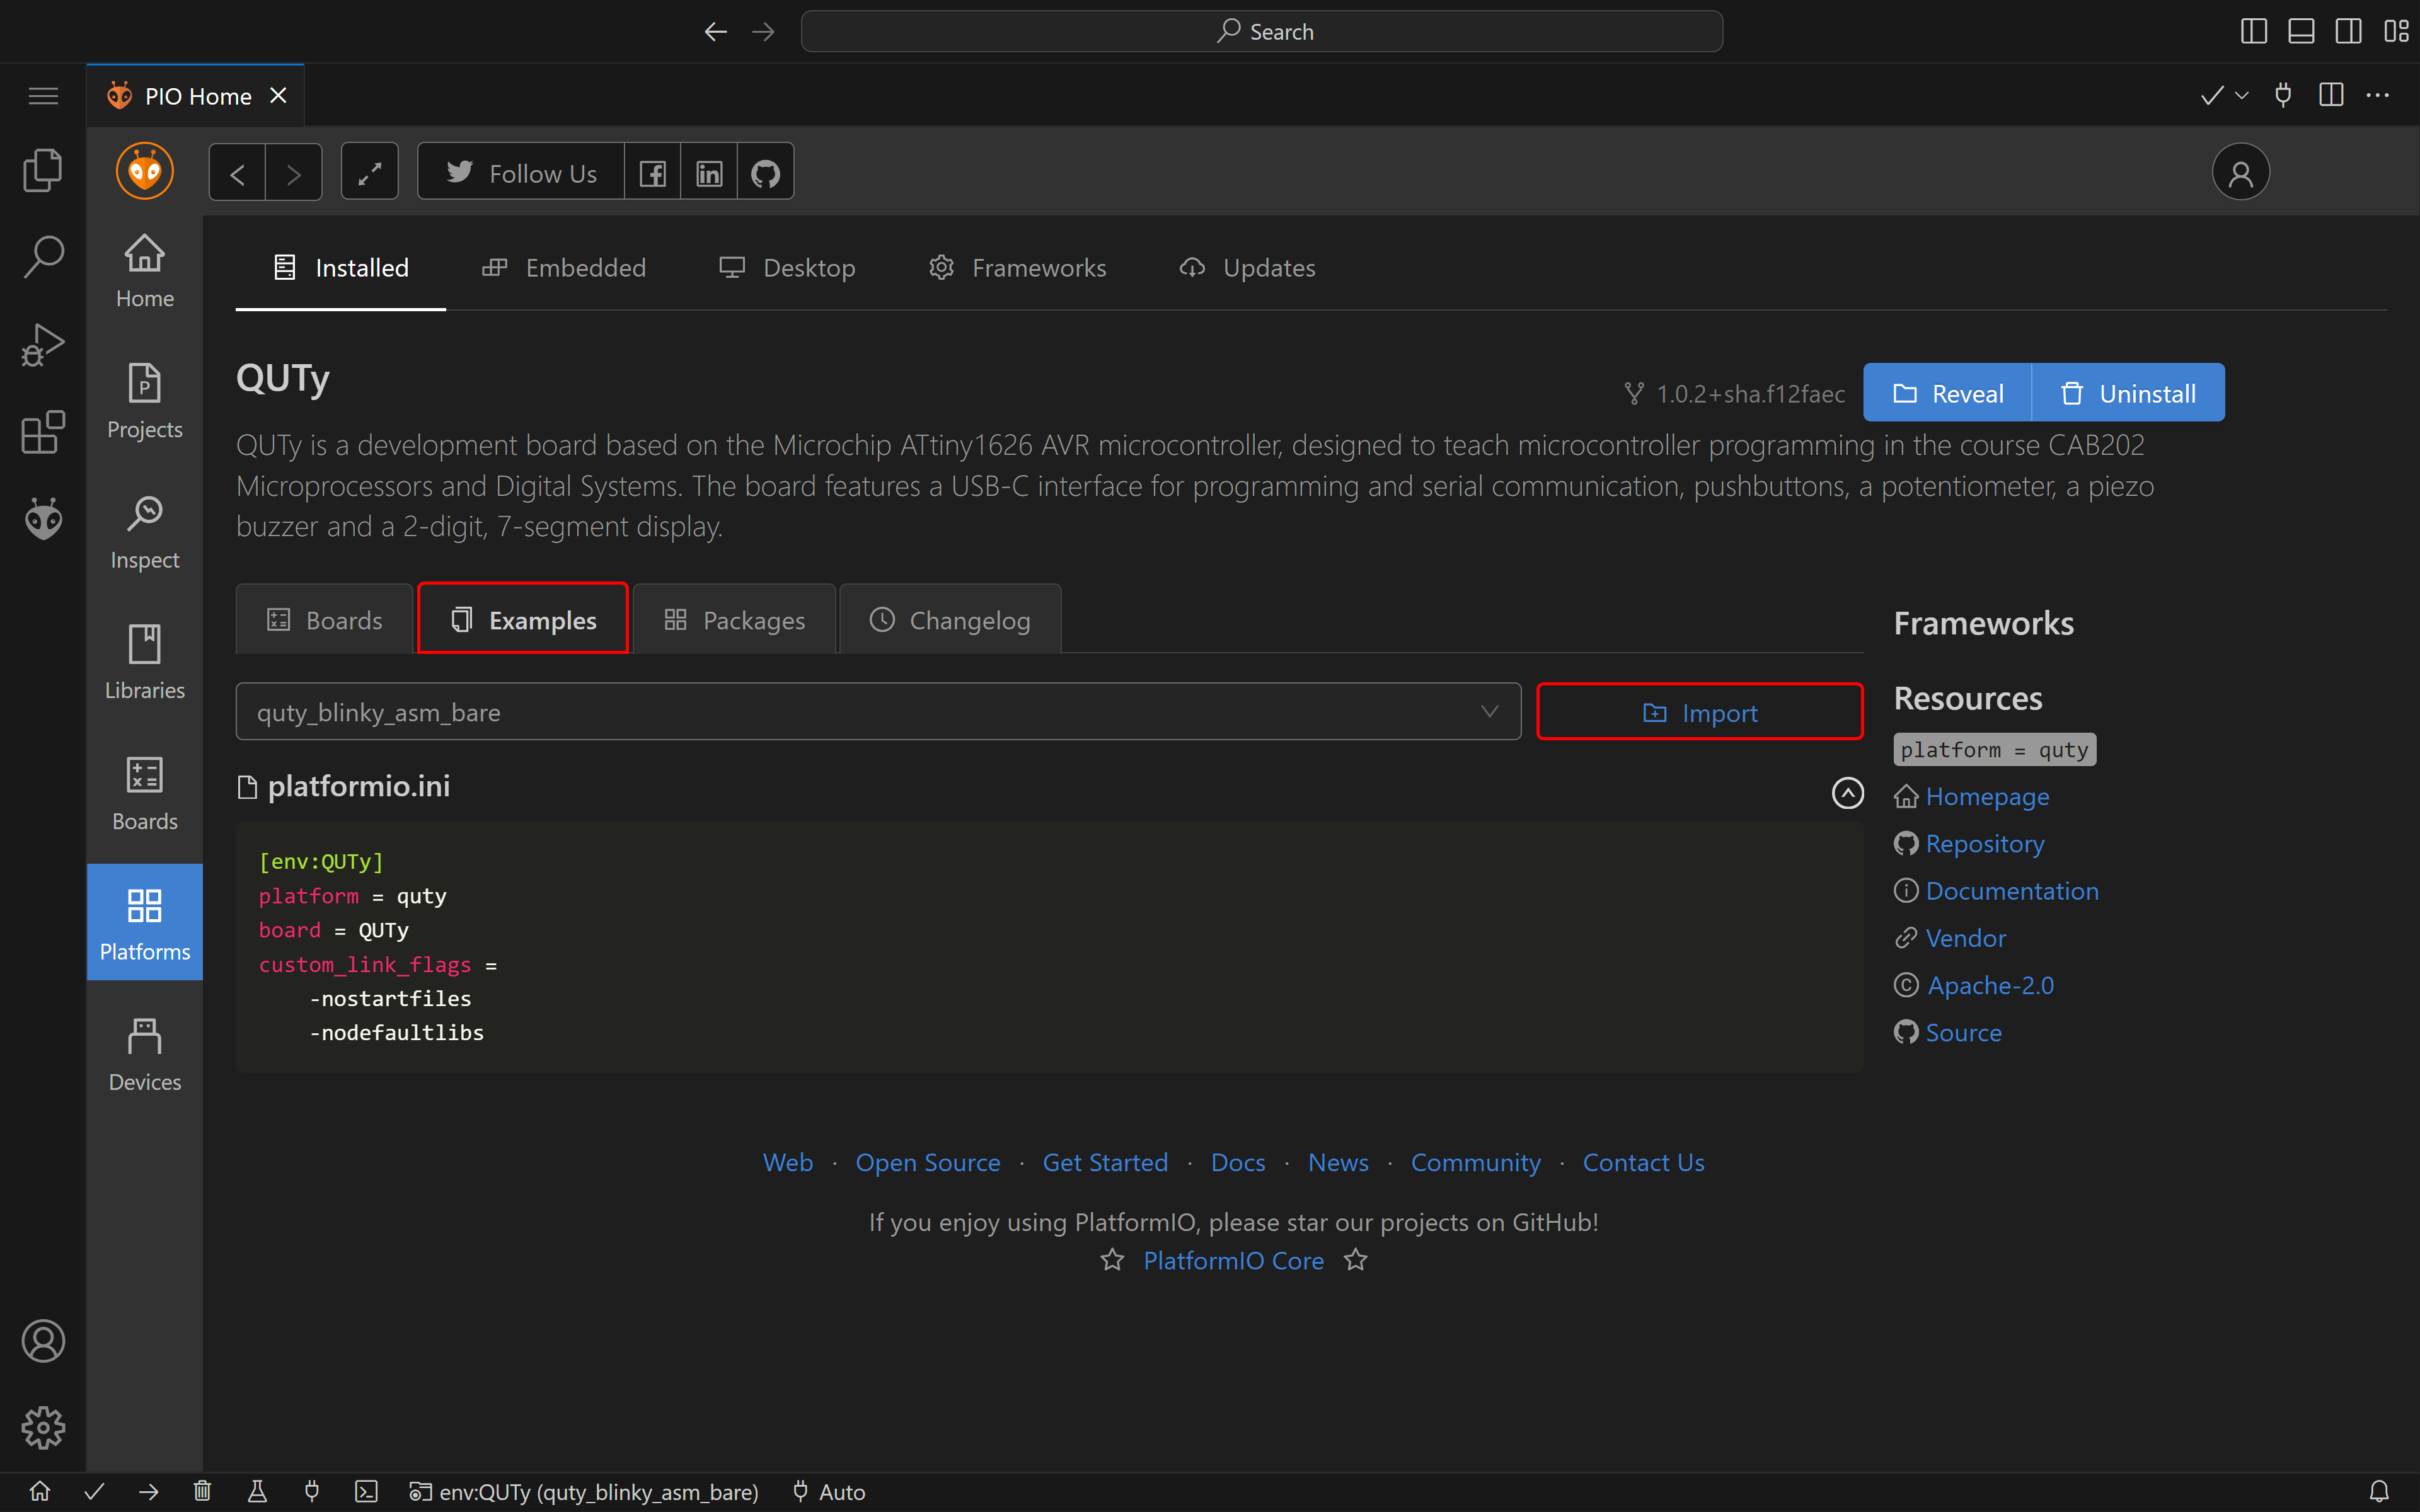 Search
PIO Home
Follow Us
Home
Projects
Inspect
Libraries
Boards
Platforms
Devices
Installed
Embedded
Desktop
Frameworks
Updates
QUTy
1.0.2+sha.f12faec
Reveal
Uninstall
QUTy is a development board based on the Microchip ATtiny1626 AVR microcontroller, designed to teach microcontroller programming in the course CAB202
Microprocessors and Digital Systems. The board features a USB-C interface for programming and serial communication, pushbuttons, a potentiometer, a piezo
buzzer and a 2-digit, 7-segment display.
Boards
Examples
Packages
Changelog
quty_blinky_asm_bare
Import
platformio.ini
[env:QUTy]
platform = quty
board = QUTy
custom_link_flags =
    -nostartfiles
    -nodefaultlibs
Frameworks
Resources
platform = quty
Homepage
Repository
Documentation
Vendor
Apache-2.0
Source
Web · Open Source · Get Started · Docs · News · Community · Contact Us
If you enjoy using PlatformIO, please star our projects on GitHub!
PlatformIO Core
env:QUTy (quty_blinky_asm_bare)
Auto